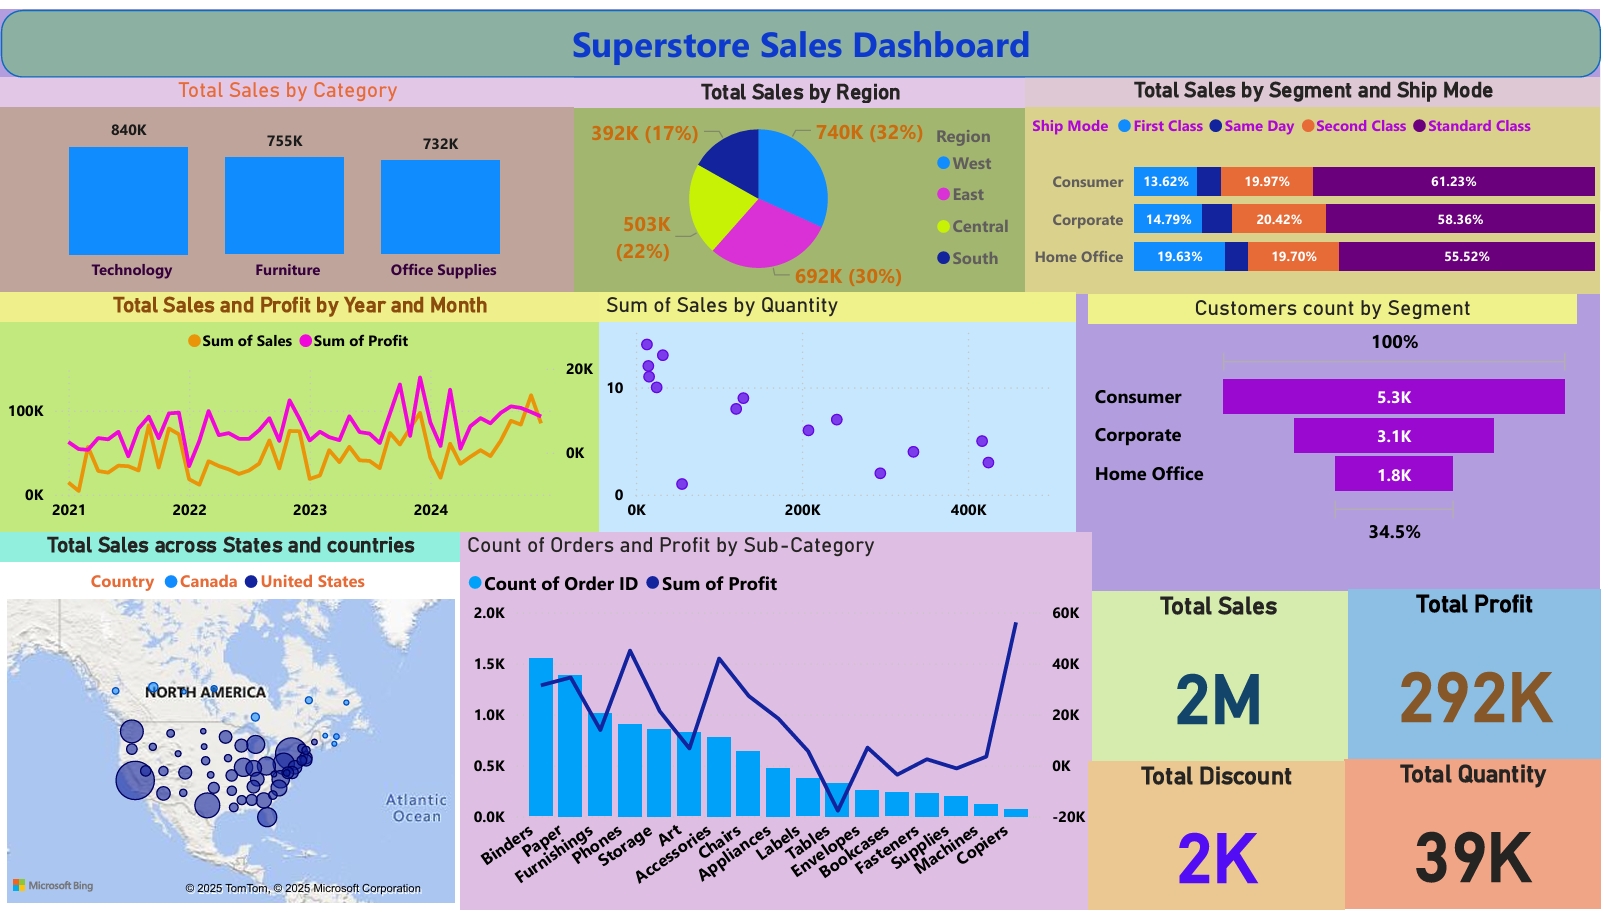 Superstore Sales Dashboard
Total Sales by Category
840K
755K
732K
Technology
Furniture
Office Supplies
Total Sales by Region
392K (17%)
740K (32%)
503K
(22%)
692K (30%)
Region
West
East
Central
South
Total Sales by Segment and Ship Mode
Ship Mode First Class Same Day Second Class Standard Class
Consumer 13.62% 19.97% 61.23%
Corporate 14.79% 20.42% 58.36%
Home Office 19.63% 19.70% 55.52%
Total Sales and Profit by Year and Month
Sum of Sales Sum of Profit
20K
100K
0K
0K
2021 2022 2023 2024
Sum of Sales by Quantity
10
0
0K 200K 400K
Customers count by Segment
100%
Consumer 5.3K
Corporate 3.1K
Home Office 1.8K
34.5%
Total Sales across States and countries
Country Canada United States
NORTH AMERICA
Atlantic
Ocean
Microsoft Bing
© 2025 TomTom, © 2025 Microsoft Corporation
Count of Orders and Profit by Sub-Category
Count of Order ID Sum of Profit
2.0K 60K
1.5K 40K
1.0K 20K
0.5K 0K
0.0K -20K
Binders
Paper
Furnishings
Phones
Storage
Art
Accessories
Chairs
Appliances
Labels
Tables
Envelopes
Bookcases
Fasteners
Supplies
Machines
Copiers
Total Sales
2M
Total Profit
292K
Total Discount
2K
Total Quantity
39K